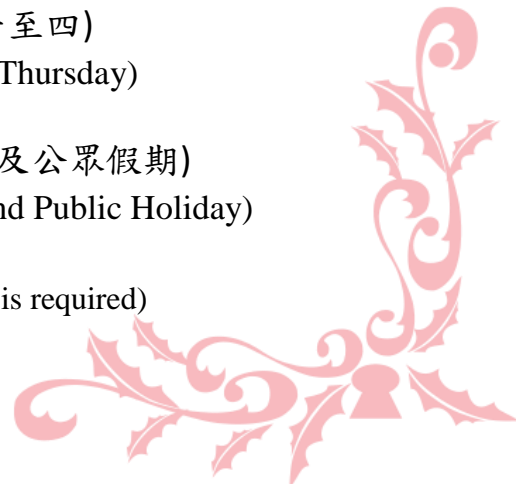 至四)
Thursday)
及公眾假期)
nd Public Holiday)
is required)